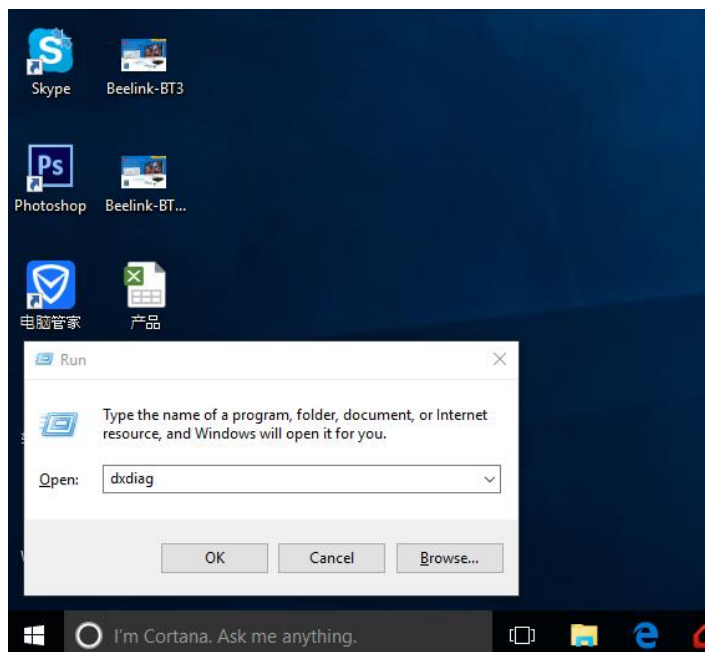 Skype
Beelink-BT3
Ps
Photoshop
Beelink-BT...
电脑管家
产品
Run
Type the name of a program, folder, document, or Internet
resource, and Windows will open it for you.
Open:
dxdiag
OK
Cancel
Browse...
I'm Cortana. Ask me anything.